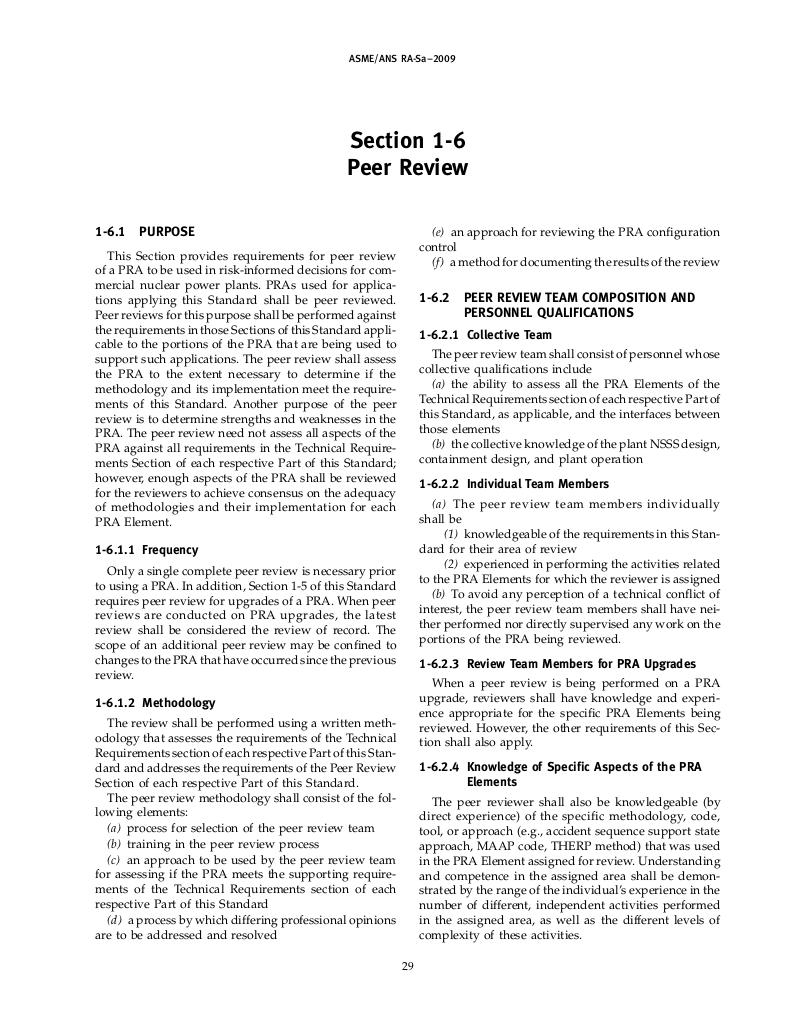 ASME/ANS RA-Sa–2009
Section 1-6
Peer Review
1-6.1 PURPOSE
This Section provides requirements for peer review
of a PRA to be used in risk-informed decisions for com-
mercial nuclear power plants. PRAs used for applica-
tions applying this Standard shall be peer reviewed.
Peer reviews for this purpose shall be performed against
the requirements in those Sections of this Standard appli-
cable to the portions of the PRA that are being used to
support such applications. The peer review shall assess
the PRA to the extent necessary to determine if the
methodology and its implementation meet the require-
ments of this Standard. Another purpose of the peer
review is to determine strengths and weaknesses in the
PRA. The peer review need not assess all aspects of the
PRA against all requirements in the Technical Require-
ments Section of each respective Part of this Standard;
however, enough aspects of the PRA shall be reviewed
for the reviewers to achieve consensus on the adequacy
of methodologies and their implementation for each
PRA Element.
1-6.1.1 Frequency
Only a single complete peer review is necessary prior
to using a PRA. In addition, Section 1-5 of this Standard
requires peer review for upgrades of a PRA. When peer
reviews are conducted on PRA upgrades, the latest
review shall be considered the review of record. The
scope of an additional peer review may be confined to
changes to the PRA that have occurred since the previous
review.
1-6.1.2 Methodology
The review shall be performed using a written meth-
odology that assesses the requirements of the Technical
Requirements section of each respective Part of this Stan-
dard and addresses the requirements of the Peer Review
Section of each respective Part of this Standard.
The peer review methodology shall consist of the fol-
lowing elements:
(a) process for selection of the peer review team
(b) training in the peer review process
(c) an approach to be used by the peer review team
for assessing if the PRA meets the supporting require-
ments of the Technical Requirements section of each
respective Part of this Standard
(d) a process by which differing professional opinions
are to be addressed and resolved
(e) an approach for reviewing the PRA configuration
control
(f) a method for documenting the results of the review
1-6.2 PEER REVIEW TEAM COMPOSITION AND
PERSONNEL QUALIFICATIONS
1-6.2.1 Collective Team
The peer review team shall consist of personnel whose
collective qualifications include
(a) the ability to assess all the PRA Elements of the
Technical Requirements section of each respective Part of
this Standard, as applicable, and the interfaces between
those elements
(b) the collective knowledge of the plant NSSS design,
containment design, and plant operation
1-6.2.2 Individual Team Members
(a) The peer review team members individually
shall be
(1) knowledgeable of the requirements in this Stan-
dard for their area of review
(2) experienced in performing the activities related
to the PRA Elements for which the reviewer is assigned
(b) To avoid any perception of a technical conflict of
interest, the peer review team members shall have nei-
ther performed nor directly supervised any work on the
portions of the PRA being reviewed.
1-6.2.3 Review Team Members for PRA Upgrades
When a peer review is being performed on a PRA
upgrade, reviewers shall have knowledge and experi-
ence appropriate for the specific PRA Elements being
reviewed. However, the other requirements of this Sec-
tion shall also apply.
1-6.2.4 Knowledge of Specific Aspects of the PRA
Elements
The peer reviewer shall also be knowledgeable (by
direct experience) of the specific methodology, code,
tool, or approach (e.g., accident sequence support state
approach, MAAP code, THERP method) that was used
in the PRA Element assigned for review. Understanding
and competence in the assigned area shall be demon-
strated by the range of the individual's experience in the
number of different, independent activities performed
in the assigned area, as well as the different levels of
complexity of these activities.
29